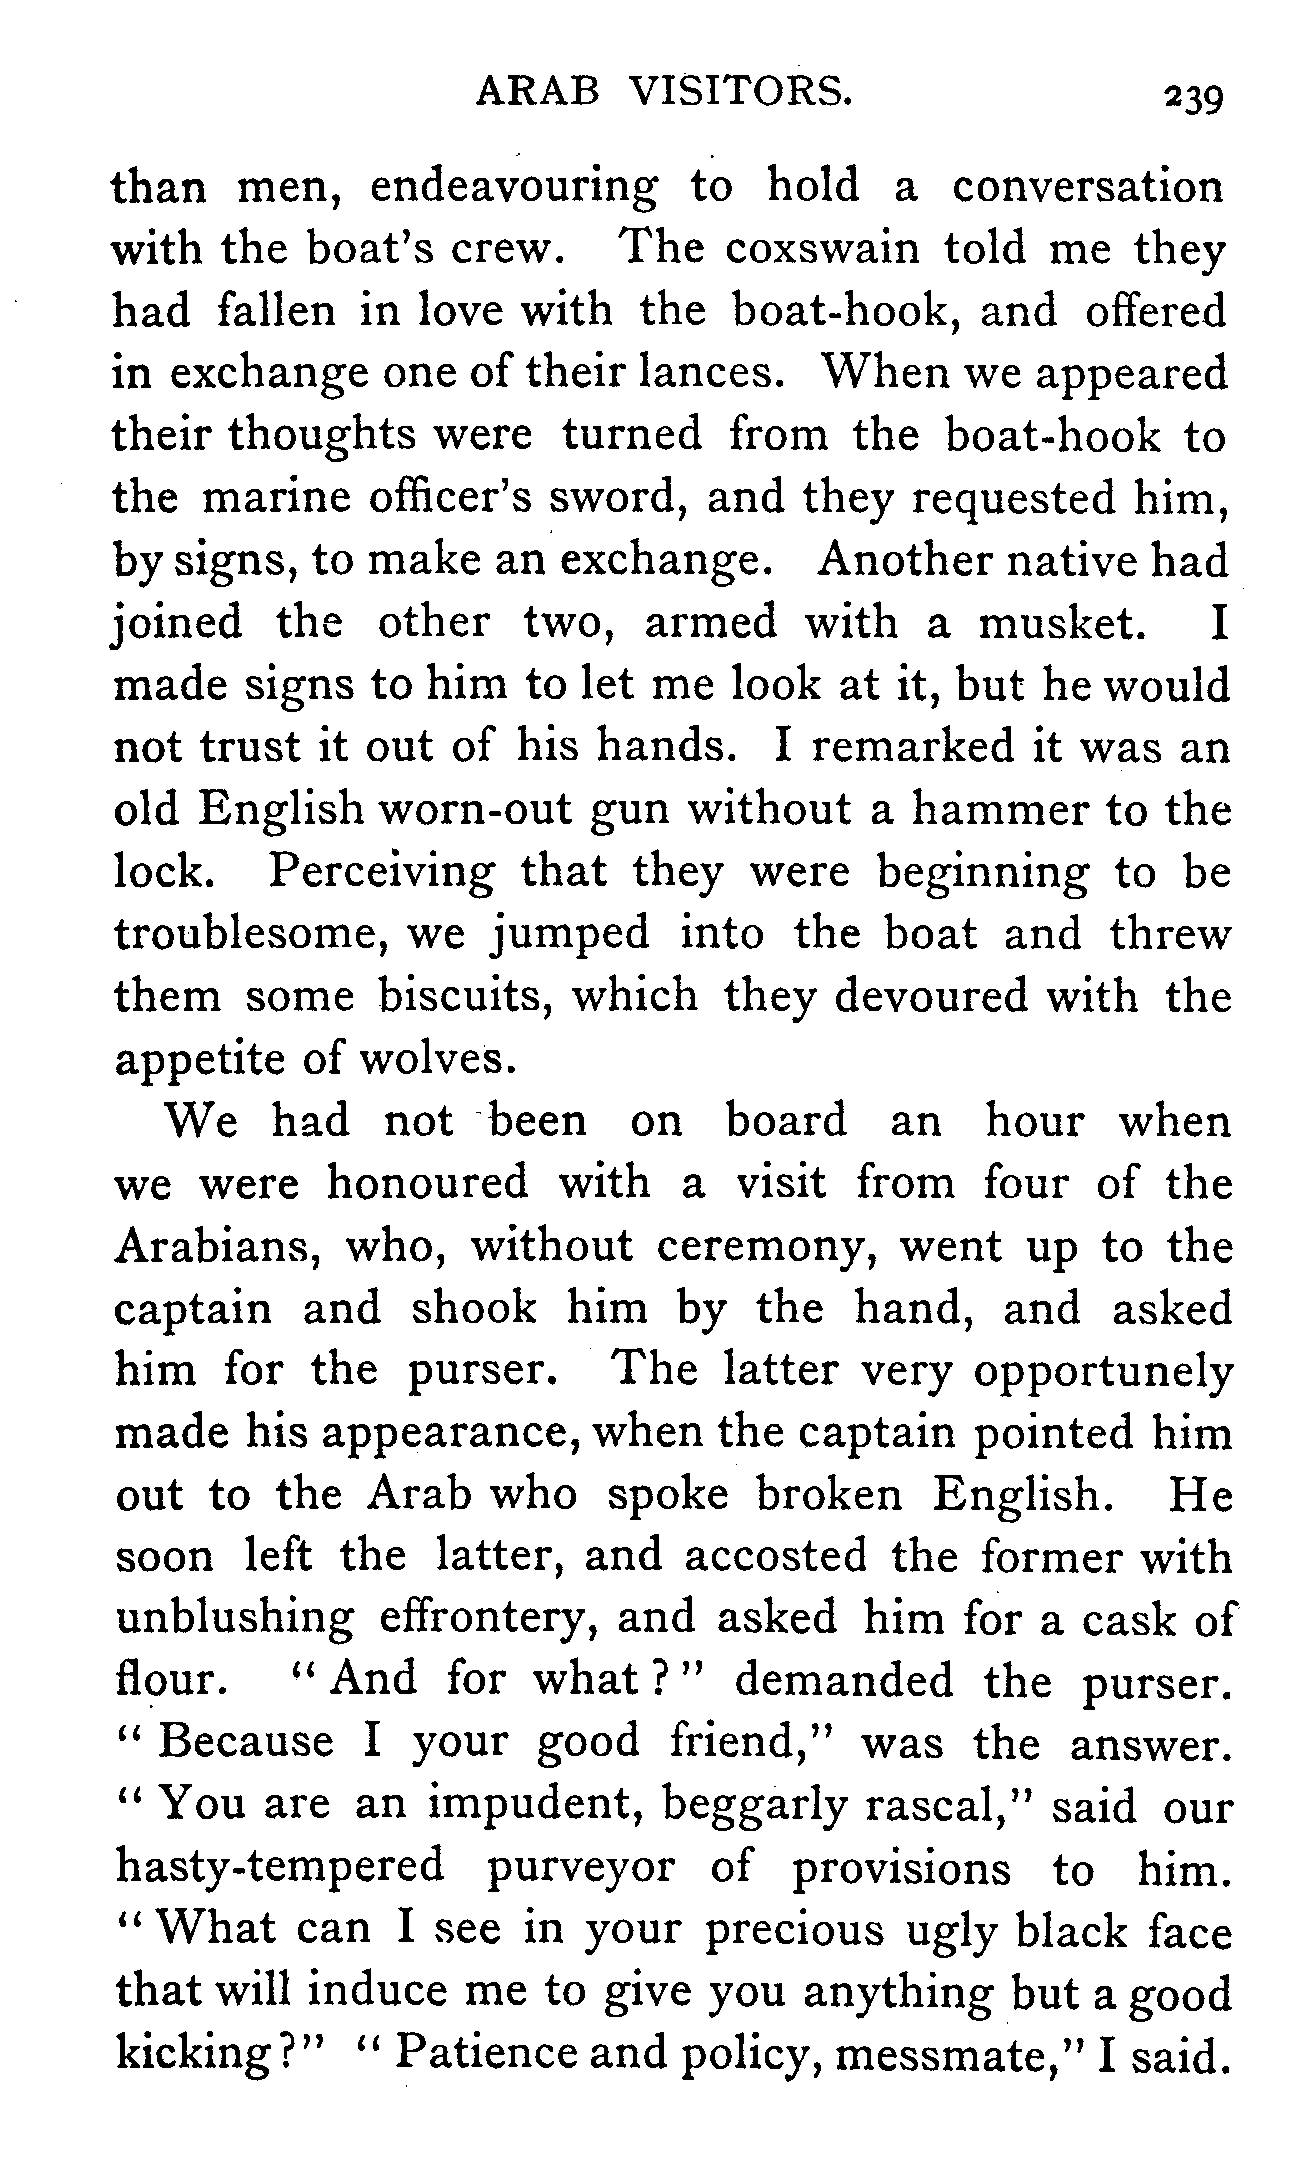 ARAB VISITORS. 239
than men, endeavouring to hold a conversation
with the boat's crew. The coxswain told me they
had fallen in love with the boat-hook, and offered
in exchange one of their lances. When we appeared
their thoughts were turned from the boat-hook to
the marine officer's sword, and they requested him,
by signs, to make an exchange. Another native had
joined the other two, armed with a musket. I
made signs to him to let me look at it, but he would
not trust it out of his hands. I remarked it was an
old English worn-out gun without a hammer to the
lock. Perceiving that they were beginning to be
troublesome, we jumped into the boat and threw
them some biscuits, which they devoured with the
appetite of wolves.
We had not been on board an hour when
we were honoured with a visit from four of the
Arabians, who, without ceremony, went up to the
captain and shook him by the hand, and asked
him for the purser. The latter very opportunely
made his appearance, when the captain pointed him
out to the Arab who spoke broken English. He
soon left the latter, and accosted the former with
unblushing effrontery, and asked him for a cask of
flour. "And for what?" demanded the purser.
"Because I your good friend," was the answer.
"You are an impudent, beggarly rascal," said our
hasty-tempered purveyor of provisions to him.
"What can I see in your precious ugly black face
that will induce me to give you anything but a good
kicking?" "Patience and policy, messmate," I said.